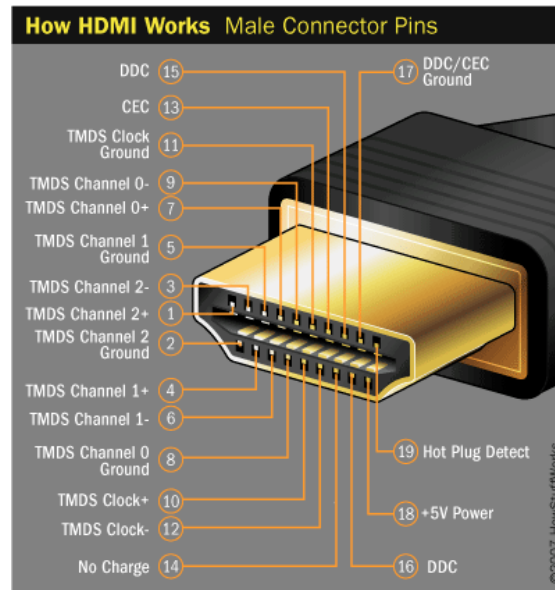 How HDMI Works Male Connector Pins
DDC 15
17 DDC/CEC
Ground
CEC 13
TMDS Clock
Ground 11
TMDS Channel 0- 9
TMDS Channel 0+ 7
TMDS Channel 1
Ground 5
TMDS Channel 2- 3
TMDS Channel 2+ 1
TMDS Channel 2
Ground 2
TMDS Channel 1+ 4
TMDS Channel 1- 6
TMDS Channel 0
Ground 8
19 Hot Plug Detect
TMDS Clock+ 10
18 +5V Power
TMDS Clock- 12
No Charge 14
16 DDC
©2007 HowStuffWorks